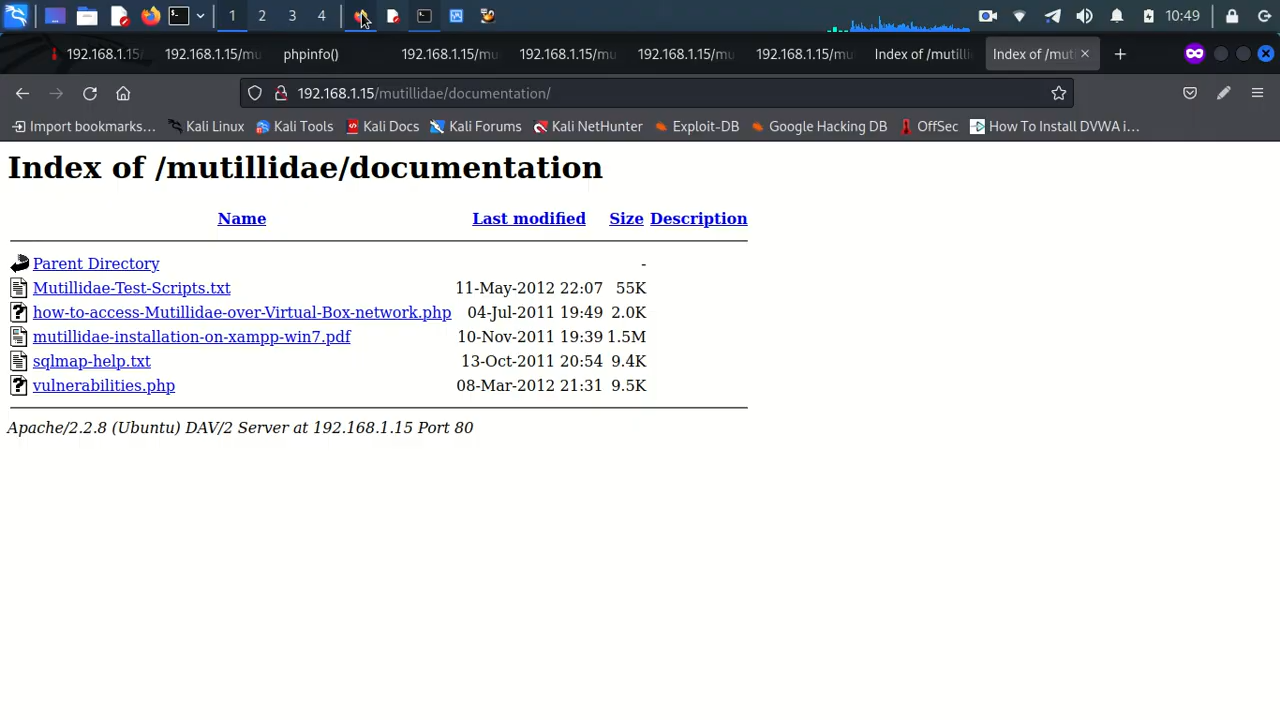 1 2 3 4 10:49
192.168.1.15/ 192.168.1.15/mu phpinfo() 192.168.1.15/mu 192.168.1.15/mu 192.168.1.15/mu 192.168.1.15/mu Index of /mutilli Index of /muti
192.168.1.15/mutillidae/documentation/
Import bookmarks... Kali Linux Kali Tools Kali Docs Kali Forums Kali NetHunter Exploit-DB Google Hacking DB OffSec How To Install DVWA i...
Index of /mutillidae/documentation
Name Last modified Size Description
Parent Directory -
Mutillidae-Test-Scripts.txt 11-May-2012 22:07 55K
how-to-access-Mutillidae-over-Virtual-Box-network.php 04-Jul-2011 19:49 2.0K
mutillidae-installation-on-xampp-win7.pdf 10-Nov-2011 19:39 1.5M
sqlmap-help.txt 13-Oct-2011 20:54 9.4K
vulnerabilities.php 08-Mar-2012 21:31 9.5K
Apache/2.2.8 (Ubuntu) DAV/2 Server at 192.168.1.15 Port 80